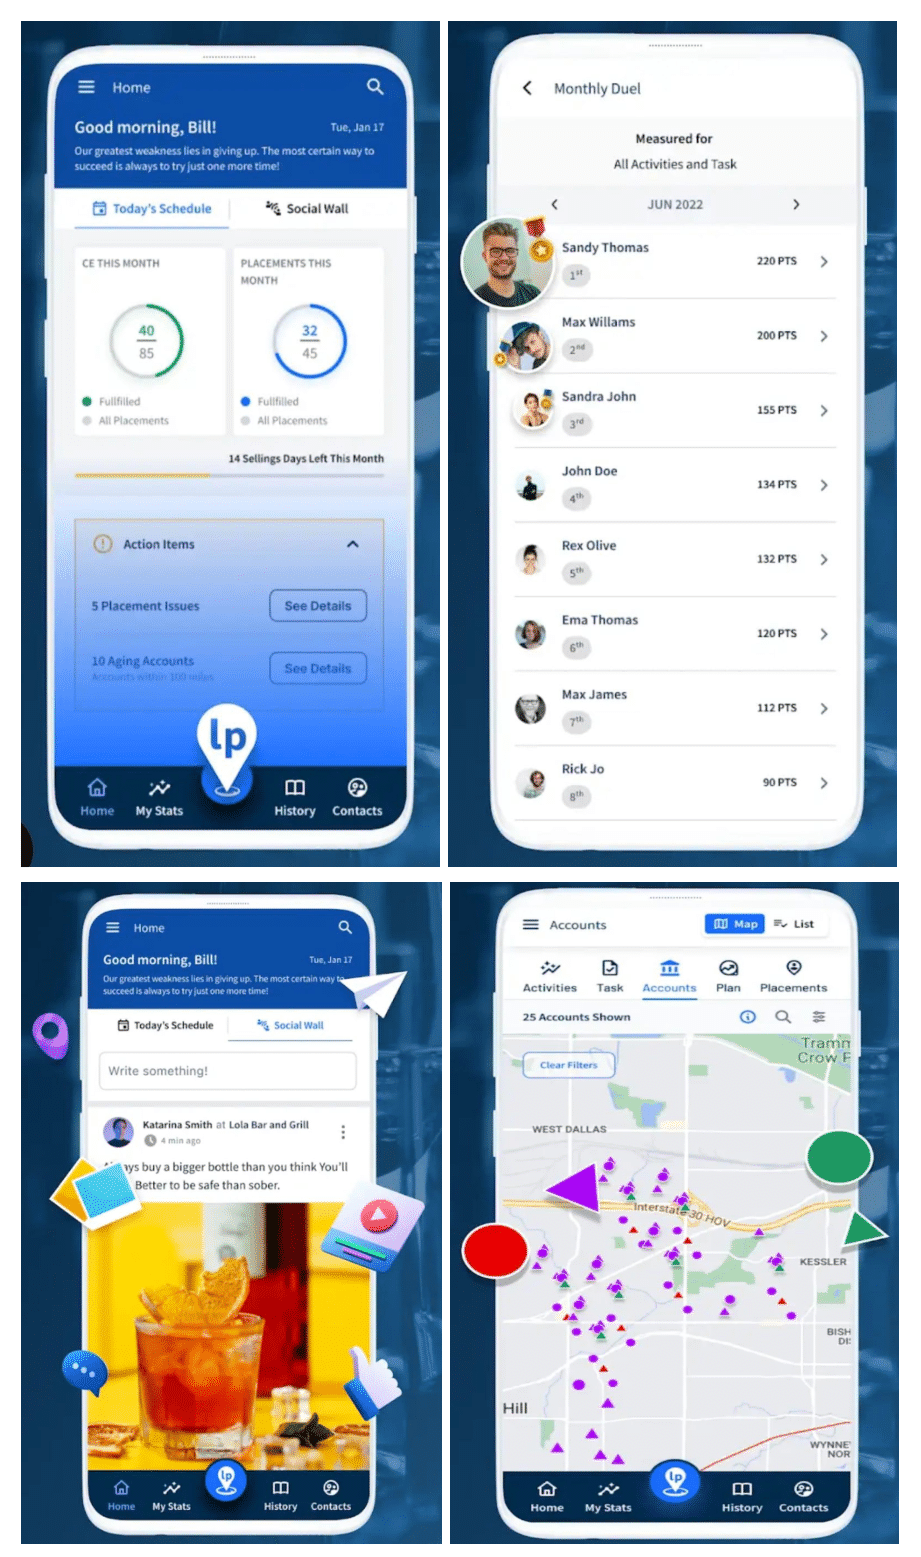 Home
Good morning, Bill!
Tue, Jan 17
Our greatest weakness lies in giving up. The most certain way to
succeed is always to try just one more time!
Today's Schedule
Social Wall
CE THIS MONTH
40
85
Fullfilled
All Placements
PLACEMENTS THIS
MONTH
32
45
Fullfilled
All Placements
14 Sellings Days Left This Month
Action Items
5 Placement Issues
See Details
10 Aging Accounts
See Details
Accounts within 100 miles
lp
Home
My Stats
History
Contacts
Monthly Duel
Measured for
All Activities and Task
JUN 2022
Sandy Thomas
1st
220 PTS
Max Willams
2nd
200 PTS
Sandra John
3rd
155 PTS
John Doe
4th
134 PTS
Rex Olive
5th
132 PTS
Ema Thomas
6th
120 PTS
Max James
7th
112 PTS
Rick Jo
8th
90 PTS
Home
Good morning, Bill!
Tue, Jan 17
Our greatest weakness lies in giving up. The most certain way to
succeed is always to try just one more time!
Today's Schedule
Social Wall
Write something!
Katarina Smith at Lola Bar and Grill
4 min ago
buy a bigger bottle than you think You'll
Better to be safe than sober.
lp
Home
My Stats
History
Contacts
Accounts
Map
List
Activities
Task
Accounts
Plan
Placements
25 Accounts Shown
Clear Filters
Tramm
Crow P
WEST DALLAS
Interstate 30 HOV
KESSLER
BISH
DI
Hill
WYNNE
NOR
lp
Home
My Stats
History
Contacts